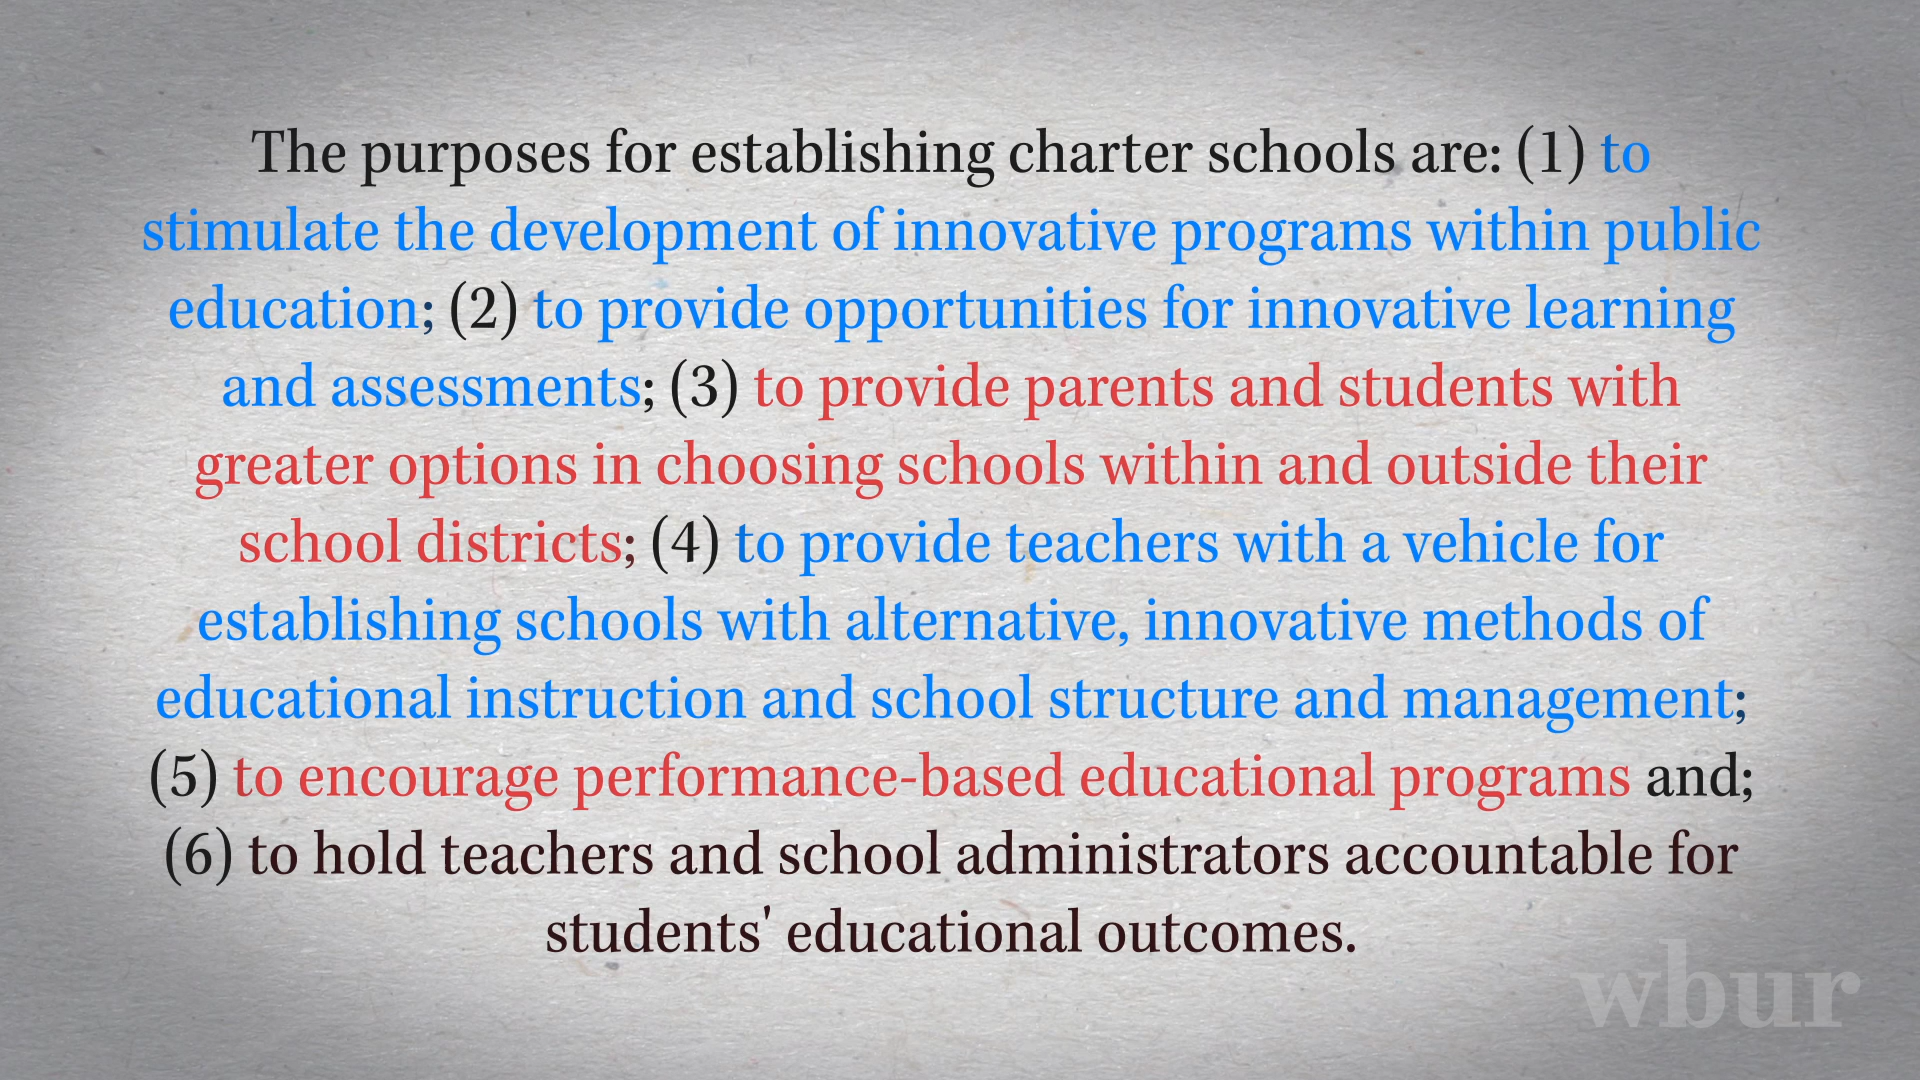 The purposes for establishing charter schools are: (1) to
stimulate the development of innovative programs within public
education; (2) to provide opportunities for innovative learning
and assessments; (3) to provide parents and students with
greater options in choosing schools within and outside their
school districts; (4) to provide teachers with a vehicle for
establishing schools with alternative, innovative methods of
educational instruction and school structure and management;
(5) to encourage performance-based educational programs and;
(6) to hold teachers and school administrators accountable for
students' educational outcomes.
wbur